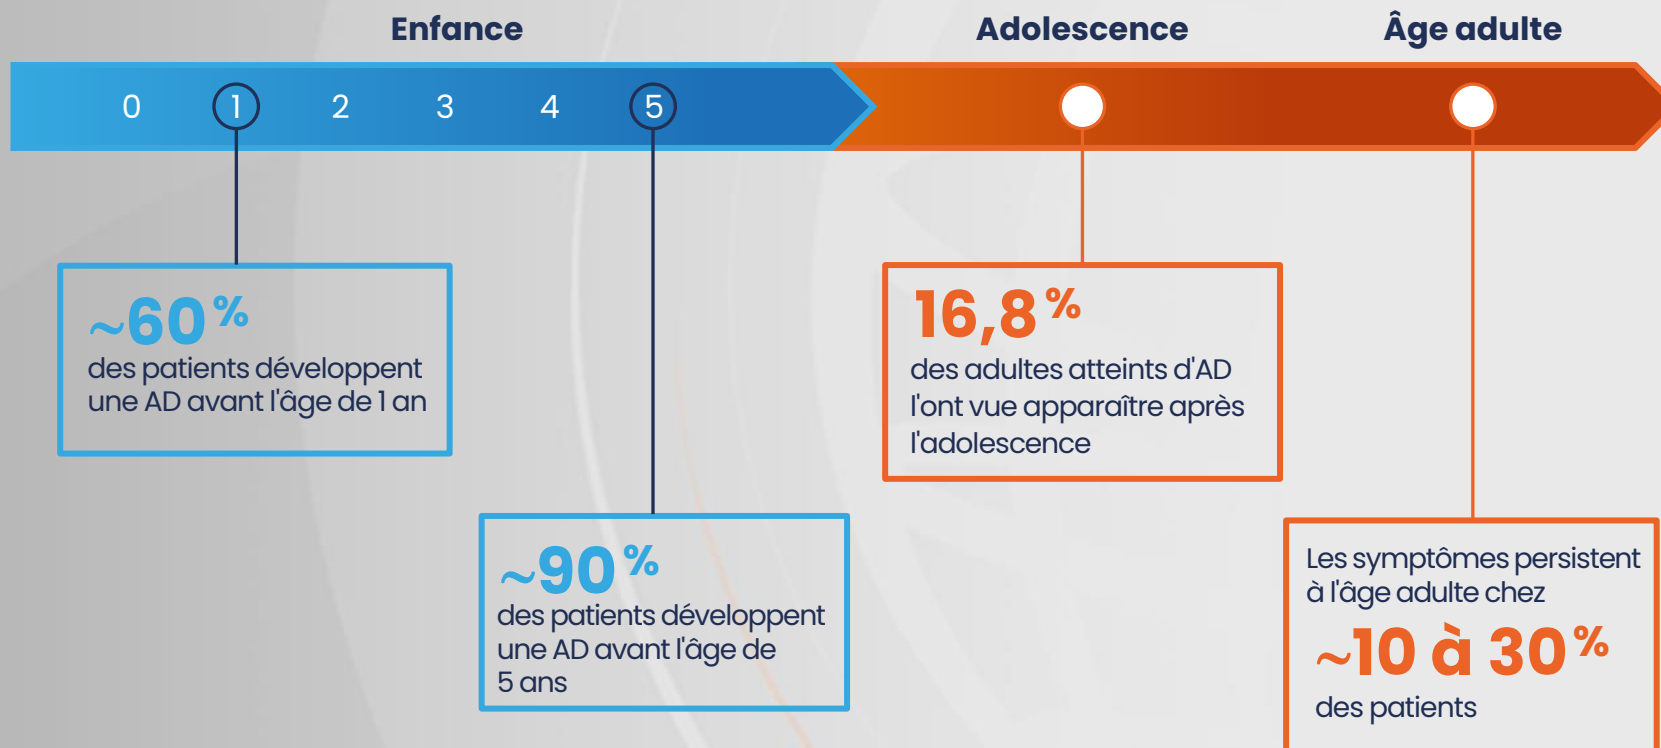 Enfance
Adolescence
Âge adulte
0 1 2 3 4 5
~60%
des patients développent
une AD avant l'âge de 1 an
~90%
des patients développent
une AD avant l'âge de
5 ans
16,8%
des adultes atteints d'AD
l'ont vue apparaître après
l'adolescence
Les symptômes persistent
à l'âge adulte chez
~10 à 30%
des patients